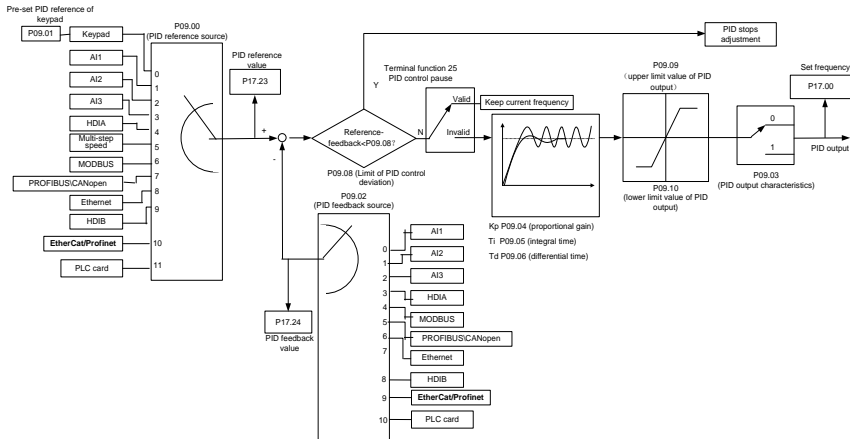 Pre-set PID reference of
keypad
P09.01
Keypad
AI1
AI2
AI3
HDIA
Multi-step
speed
MODBUS
PROFIBUS\CANopen
Ethernet
HDIB
EtherCat/Profinet
PLC card
P09.00
(PID reference source)
0
1
2
3
4
5
6
7
8
9
10
11
PID reference
value
P17.23
+
-
Reference-
feedback<P09.08?
P09.08 (Limit of PID control
deviation)
Y
N
PID stops
adjustment
Terminal function 25
PID control pause
Valid
Invalid
Keep current frequency
Kp P09.04 (proportional gain)
Ti P09.05 (integral time)
Td P09.06 (differential time)
P09.09
(upper limit value of PID
output)
P09.10
(lower limit value of PID
output)
0
1
P09.03
(PID output characteristics)
Set frequency
P17.00
PID output
P17.24
PID feedback
value
P09.02
(PID feedback source)
0
1
2
3
4
5
6
7
8
9
10
AI1
AI2
AI3
HDIA
MODBUS
PROFIBUS\CANopen
Ethernet
HDIB
EtherCat/Profinet
PLC card